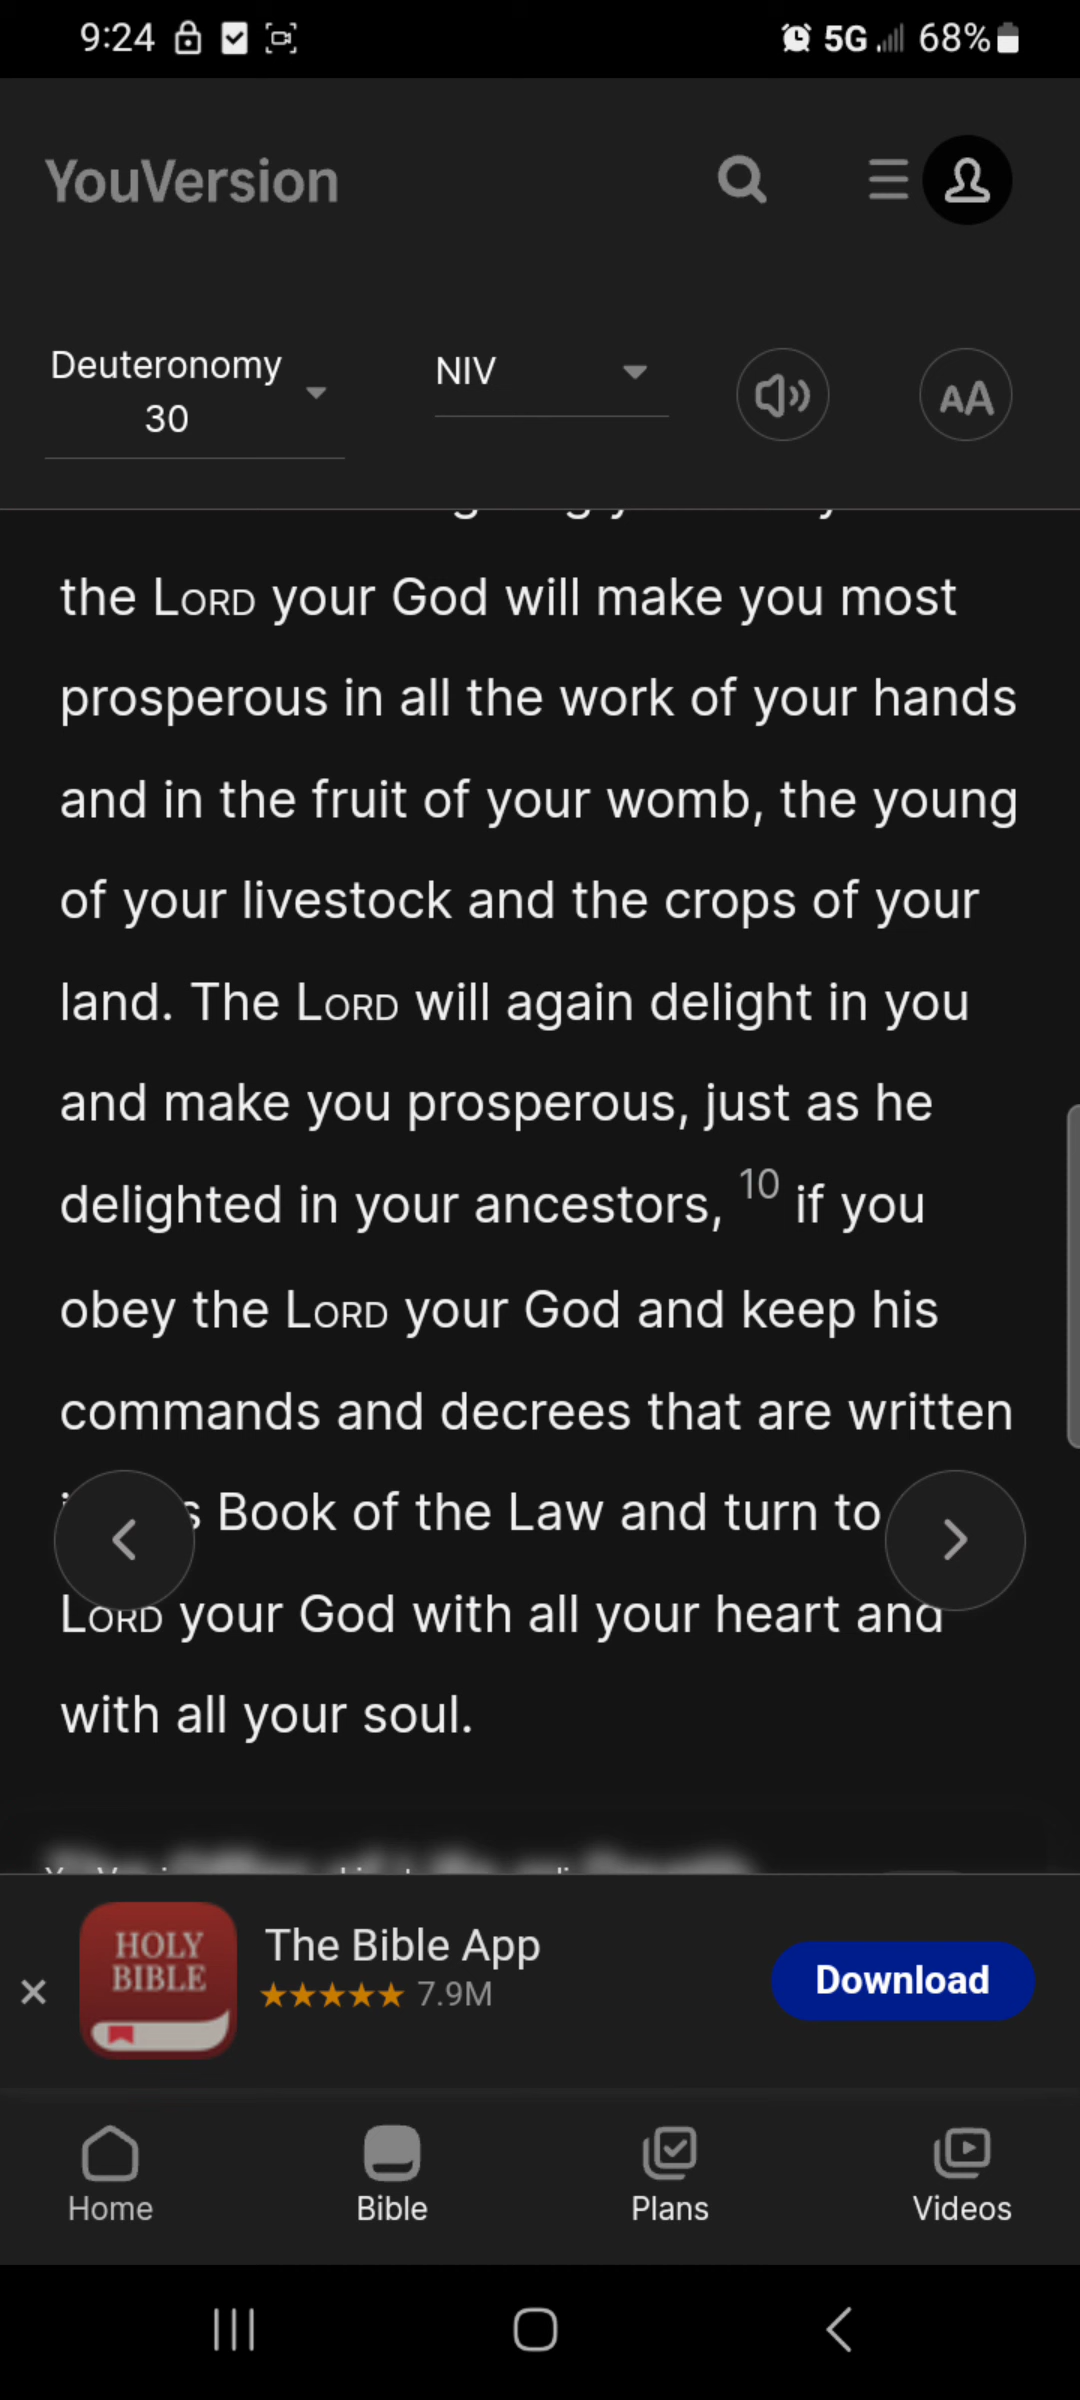 9:24 5G 68%
YouVersion
Deuteronomy
30
NIV
AA
the LORD your God will make you most
prosperous in all the work of your hands
and in the fruit of your womb, the young
of your livestock and the crops of your
land. The LORD will again delight in you
and make you prosperous, just as he
delighted in your ancestors, 10 if you
obey the LORD your God and keep his
commands and decrees that are written
Book of the Law and turn to
LORD your God with all your heart and
with all your soul.
HOLY
BIBLE
The Bible App
7.9M
Download
Home Bible Plans Videos